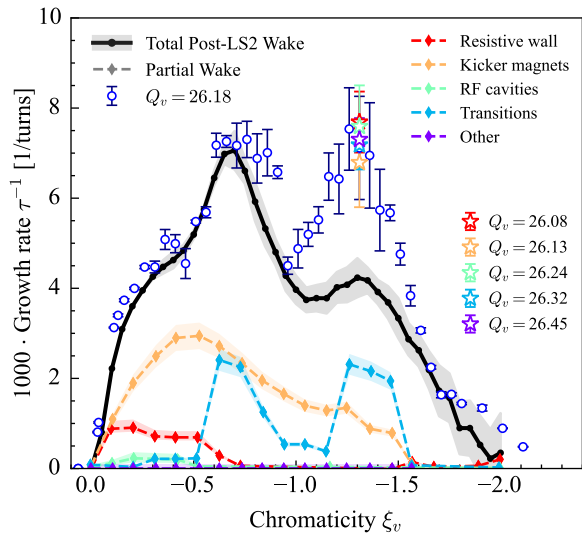 Total Post-LS2 Wake
Partial Wake
Q_v = 26.18
Resistive wall
Kicker magnets
RF cavities
Transitions
Other
Q_v = 26.08
Q_v = 26.13
Q_v = 26.24
Q_v = 26.32
Q_v = 26.45
1000 · Growth rate τ⁻¹ [1/turns]
10
8
6
4
2
0
0.0
−0.5
−1.0
−1.5
−2.0
Chromaticity ξ_v